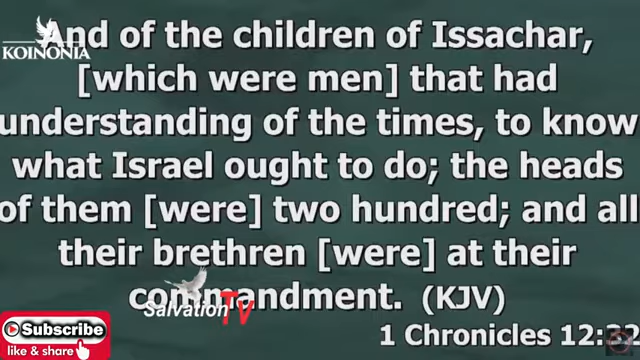 KOINONIA
And of the children of Issachar,
[which were men] that had
understanding of the times, to know
what Israel ought to do; the heads
of them [were] two hundred; and all
their brethren [were] at their
commandment. (KJV)
Salvation TV
Subscribe
like & share
1 Chronicles 12:32